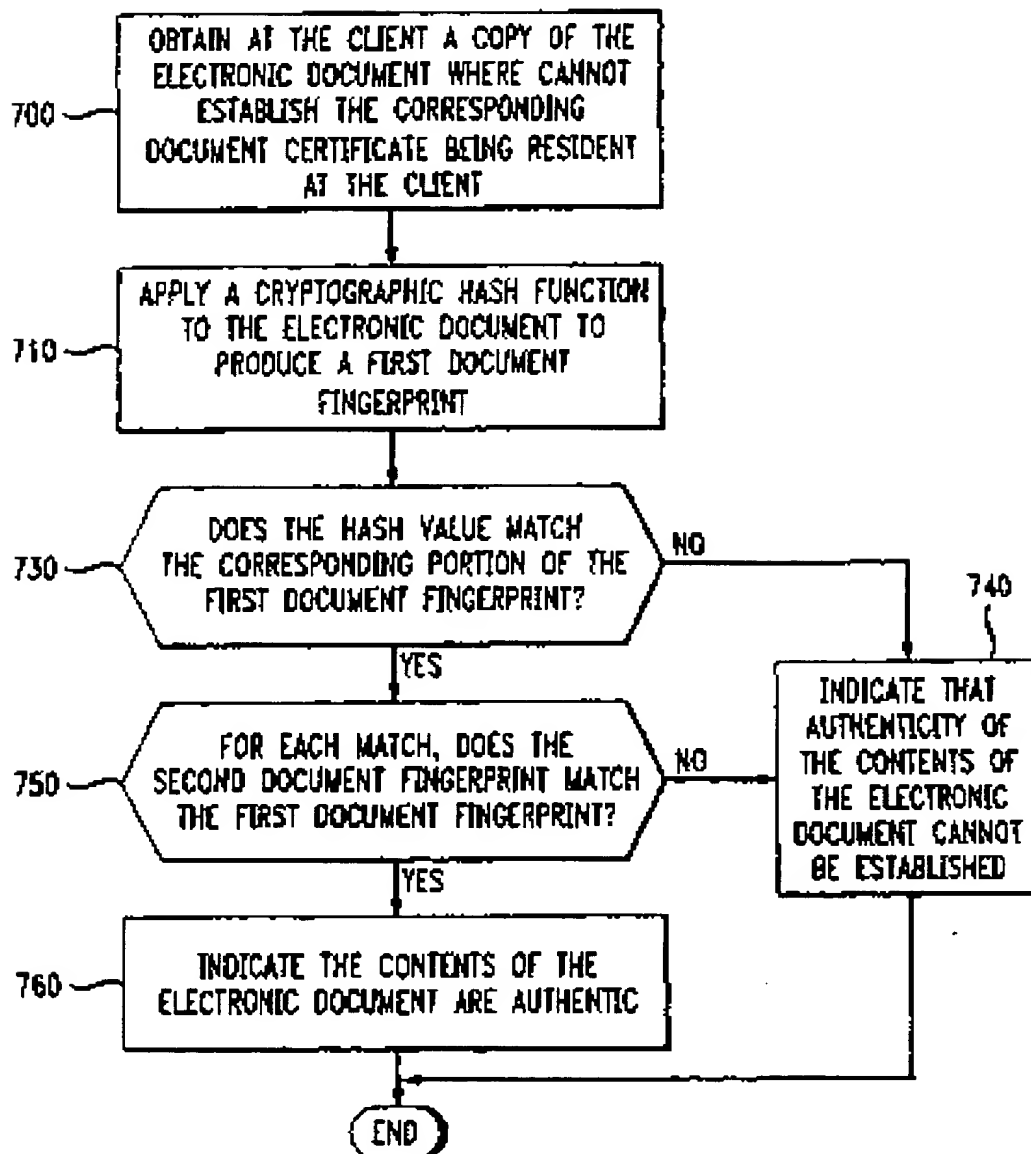 700
OBTAIN AT THE CLIENT A COPY OF THE
ELECTRONIC DOCUMENT WHERE CANNOT
ESTABLISH THE CORRESPONDING
DOCUMENT CERTIFICATE BEING RESIDENT
AT THE CLIENT
710
APPLY A CRYPTOGRAPHIC HASH FUNCTION
TO THE ELECTRONIC DOCUMENT TO
PRODUCE A FIRST DOCUMENT
FINGERPRINT
730
DOES THE HASH VALUE MATCH
THE CORRESPONDING PORTION OF THE
FIRST DOCUMENT FINGERPRINT?
NO
YES
740
INDICATE THAT
AUTHENTICITY OF
THE CONTENTS OF
THE ELECTRONIC
DOCUMENT CANNOT
BE ESTABLISHED
750
FOR EACH MATCH, DOES THE
SECOND DOCUMENT FINGERPRINT MATCH
THE FIRST DOCUMENT FINGERPRINT?
NO
YES
760
INDICATE THE CONTENTS OF THE
ELECTRONIC DOCUMENT ARE AUTHENTIC
END